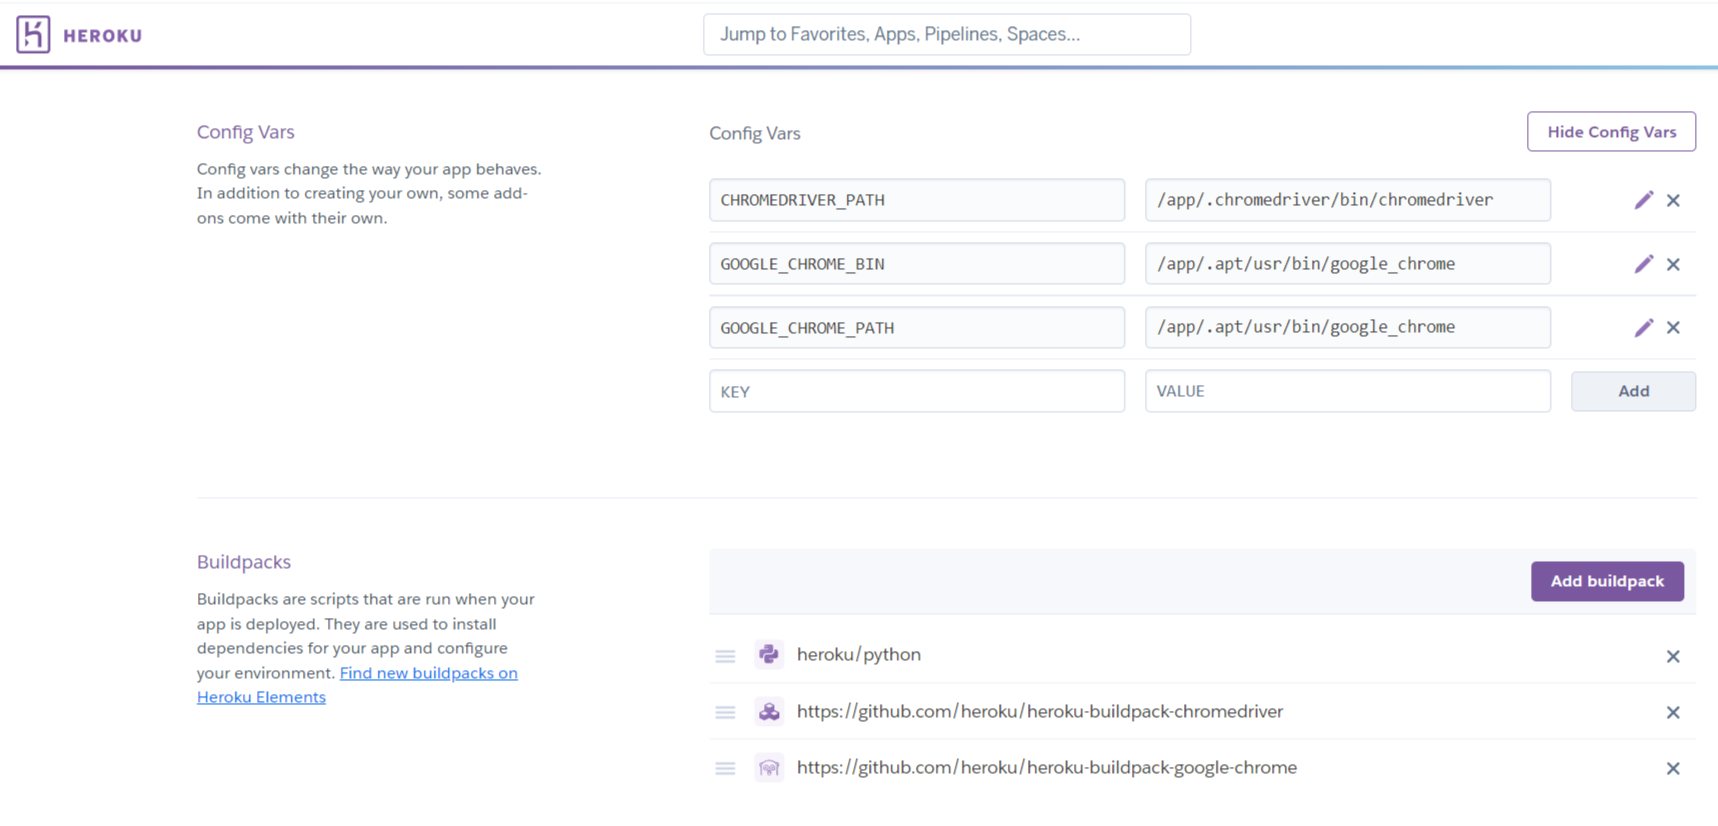 HEROKU
Jump to Favorites, Apps, Pipelines, Spaces...
Config Vars
Config vars change the way your app behaves.
In addition to creating your own, some add-
ons come with their own.
Config Vars
Hide Config Vars
CHROMEDRIVER_PATH
/app/.chromedriver/bin/chromedriver
GOOGLE_CHROME_BIN
/app/.apt/usr/bin/google_chrome
GOOGLE_CHROME_PATH
/app/.apt/usr/bin/google_chrome
KEY
VALUE
Add
Buildpacks
Buildpacks are scripts that are run when your
app is deployed. They are used to install
dependencies for your app and configure
your environment. Find new buildpacks on
Heroku Elements
Add buildpack
heroku/python
https://github.com/heroku/heroku-buildpack-chromedriver
https://github.com/heroku/heroku-buildpack-google-chrome